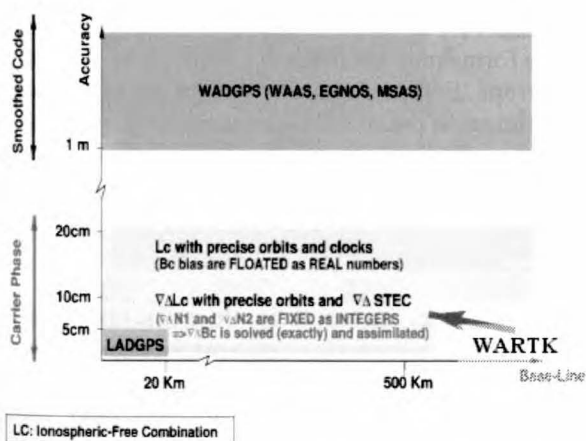 Smoothed Code
Accuracy
WADGPS (WAAS, EGNOS, MSAS)
1 m
Carrier Phase
20cm
Lc with precise orbits and clocks
(Bc bias are FLOATED as REAL numbers)
10cm
∇ΔLc with precise orbits and ∇Δ STEC
(∇ΔN1 and ∇ΔN2 are FIXED as INTEGERS
5cm
⇒∇ΔBc is solved (exactly) and assimilated)
LADGPS
WARTK
20 Km
500 Km
Base-Line
LC: Ionospheric-Free Combination